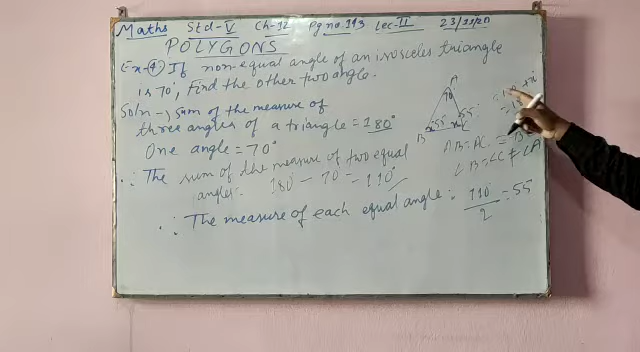 Maths Std-V Ch-12 Pg no. 193 Lec-II 23/11/20
POLYGONS
Ex-4 If non-equal angle of an isosceles triangle
is 70°, Find the other two angle.
Soln → Sum of the measure of
three angles of a triangle = 180°
One angle = 70°
∴ The sum of the measure of two equal
angles:- 180 - 70 = 110°
∴ The measure of each equal angle: 110° / 2 = 55
A
70
55 55
B C
AB = AC
∠B = ∠C ≠ ∠A